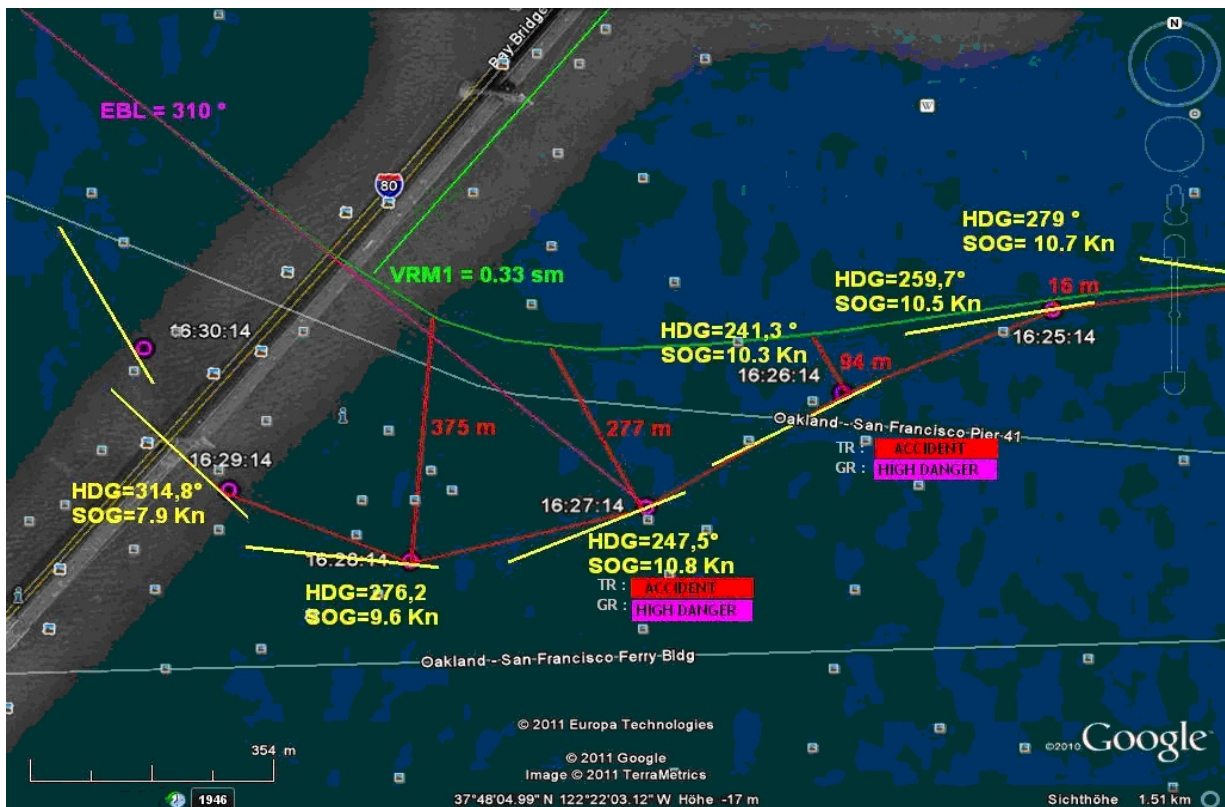 Bay Bridge
N
EBL = 310 °
W
80
HDG=279 °
SOG= 10.7 Kn
VRM1 = 0.33 sm
HDG=259,7°
SOG=10.5 Kn
16 m
HDG=241,3 °
SOG=10.3 Kn
16:25:14
16:30:14
94 m
16:26:14
Oakland - San Francisco Pier 41
375 m
277 m
TR : ACCIDENT
GR : HIGH DANGER
16:29:14
HDG=314,8°
SOG=7.9 Kn
16:27:14
HDG=247,5°
SOG=10.8 Kn
16:28:14
TR : ACCIDENT
GR : HIGH DANGER
HDG=276,2
SOG=9.6 Kn
Oakland - San Francisco Ferry Bldg
© 2011 Europa Technologies
354 m
© 2011 Google
Image © 2011 TerraMetrics
©2010 Google
1946
37°48'04.99" N 122°22'03.12" W Höhe -17 m
Sichthöhe 1.51 km